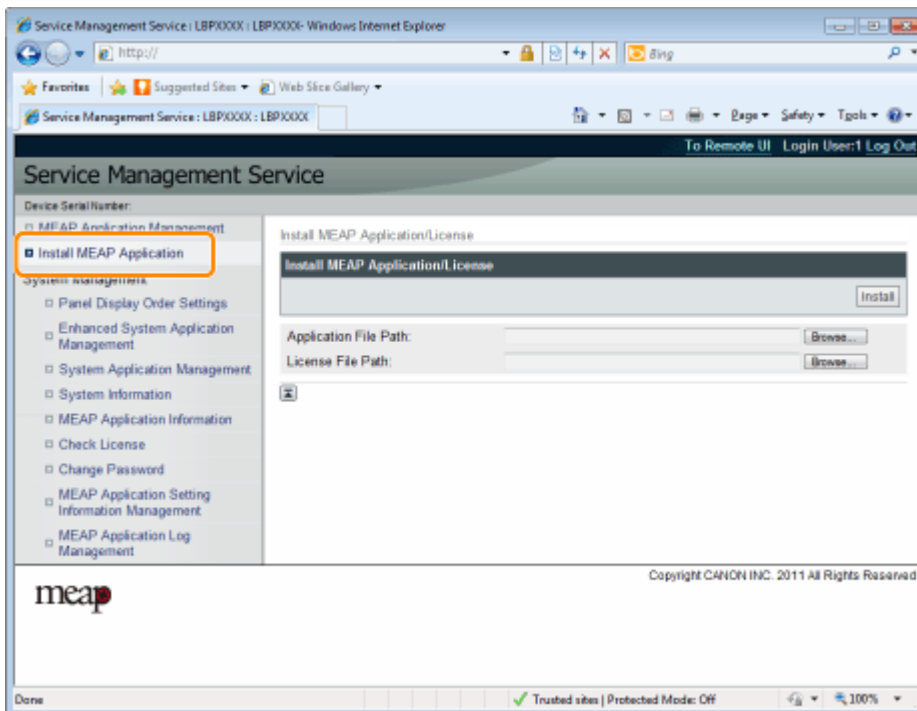 Service Management Service : LBPXXXX : LBPXXXX- Windows Internet Explorer
http://
Bing
Favorites Suggested Sites Web Slice Gallery
Service Management Service : LBPXXXX : LBPXXXX
Page Safety Tools
To Remote UI Login User:1 Log Out
Service Management Service
Device Serial Number:
MEAP Application Management
Install MEAP Application
System Management
Panel Display Order Settings
Enhanced System Application
Management
System Application Management
System Information
MEAP Application Information
Check License
Change Password
MEAP Application Setting
Information Management
MEAP Application Log
Management
Install MEAP Application/License
Install MEAP Application/License
Install
Application File Path: Browse...
License File Path: Browse...
Copyright CANON INC. 2011 All Rights Reserved
meap
Done Trusted sites | Protected Mode: Off 100%